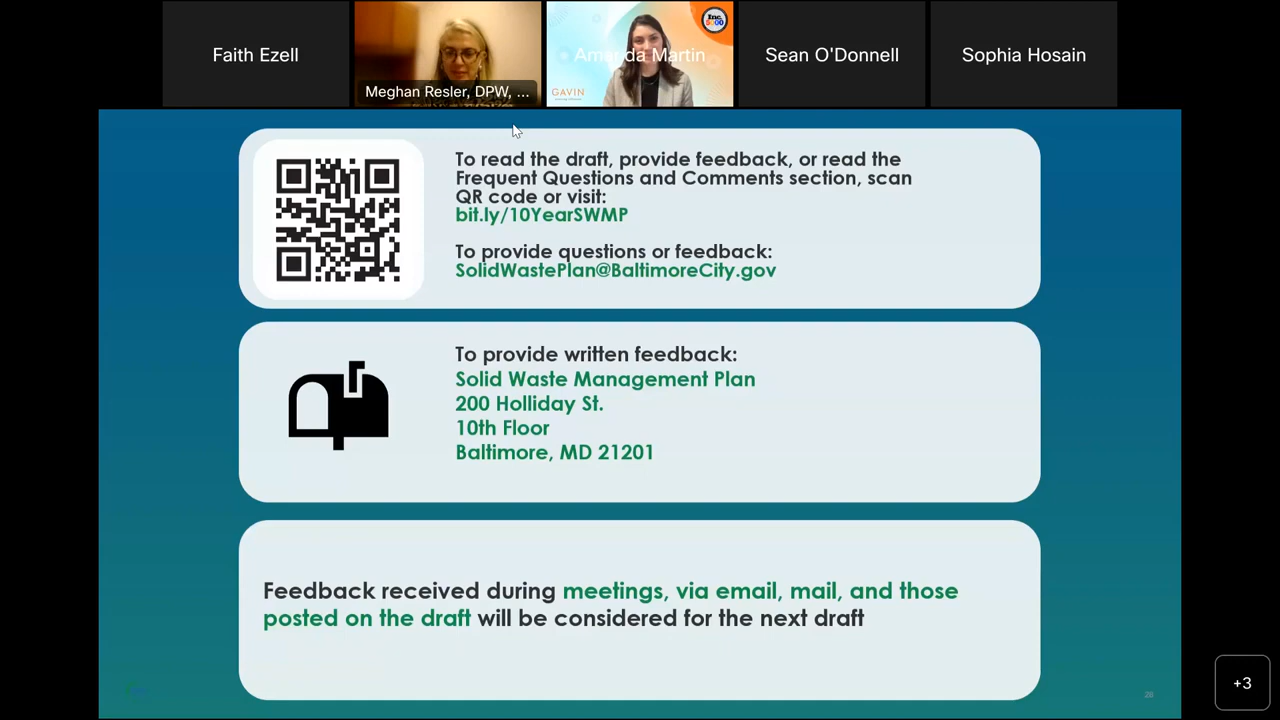 Faith Ezell
Meghan Resler, DPW, ...
Amanda Martin
Inc.
5000
GAVIN
Sean O'Donnell
Sophia Hosain
To read the draft, provide feedback, or read the
Frequent Questions and Comments section, scan
QR code or visit:
bit.ly/10YearSWMP
To provide questions or feedback:
SolidWastePlan@BaltimoreCity.gov
To provide written feedback:
Solid Waste Management Plan
200 Holliday St.
10th Floor
Baltimore, MD 21201
Feedback received during meetings, via email, mail, and those
posted on the draft will be considered for the next draft
+3